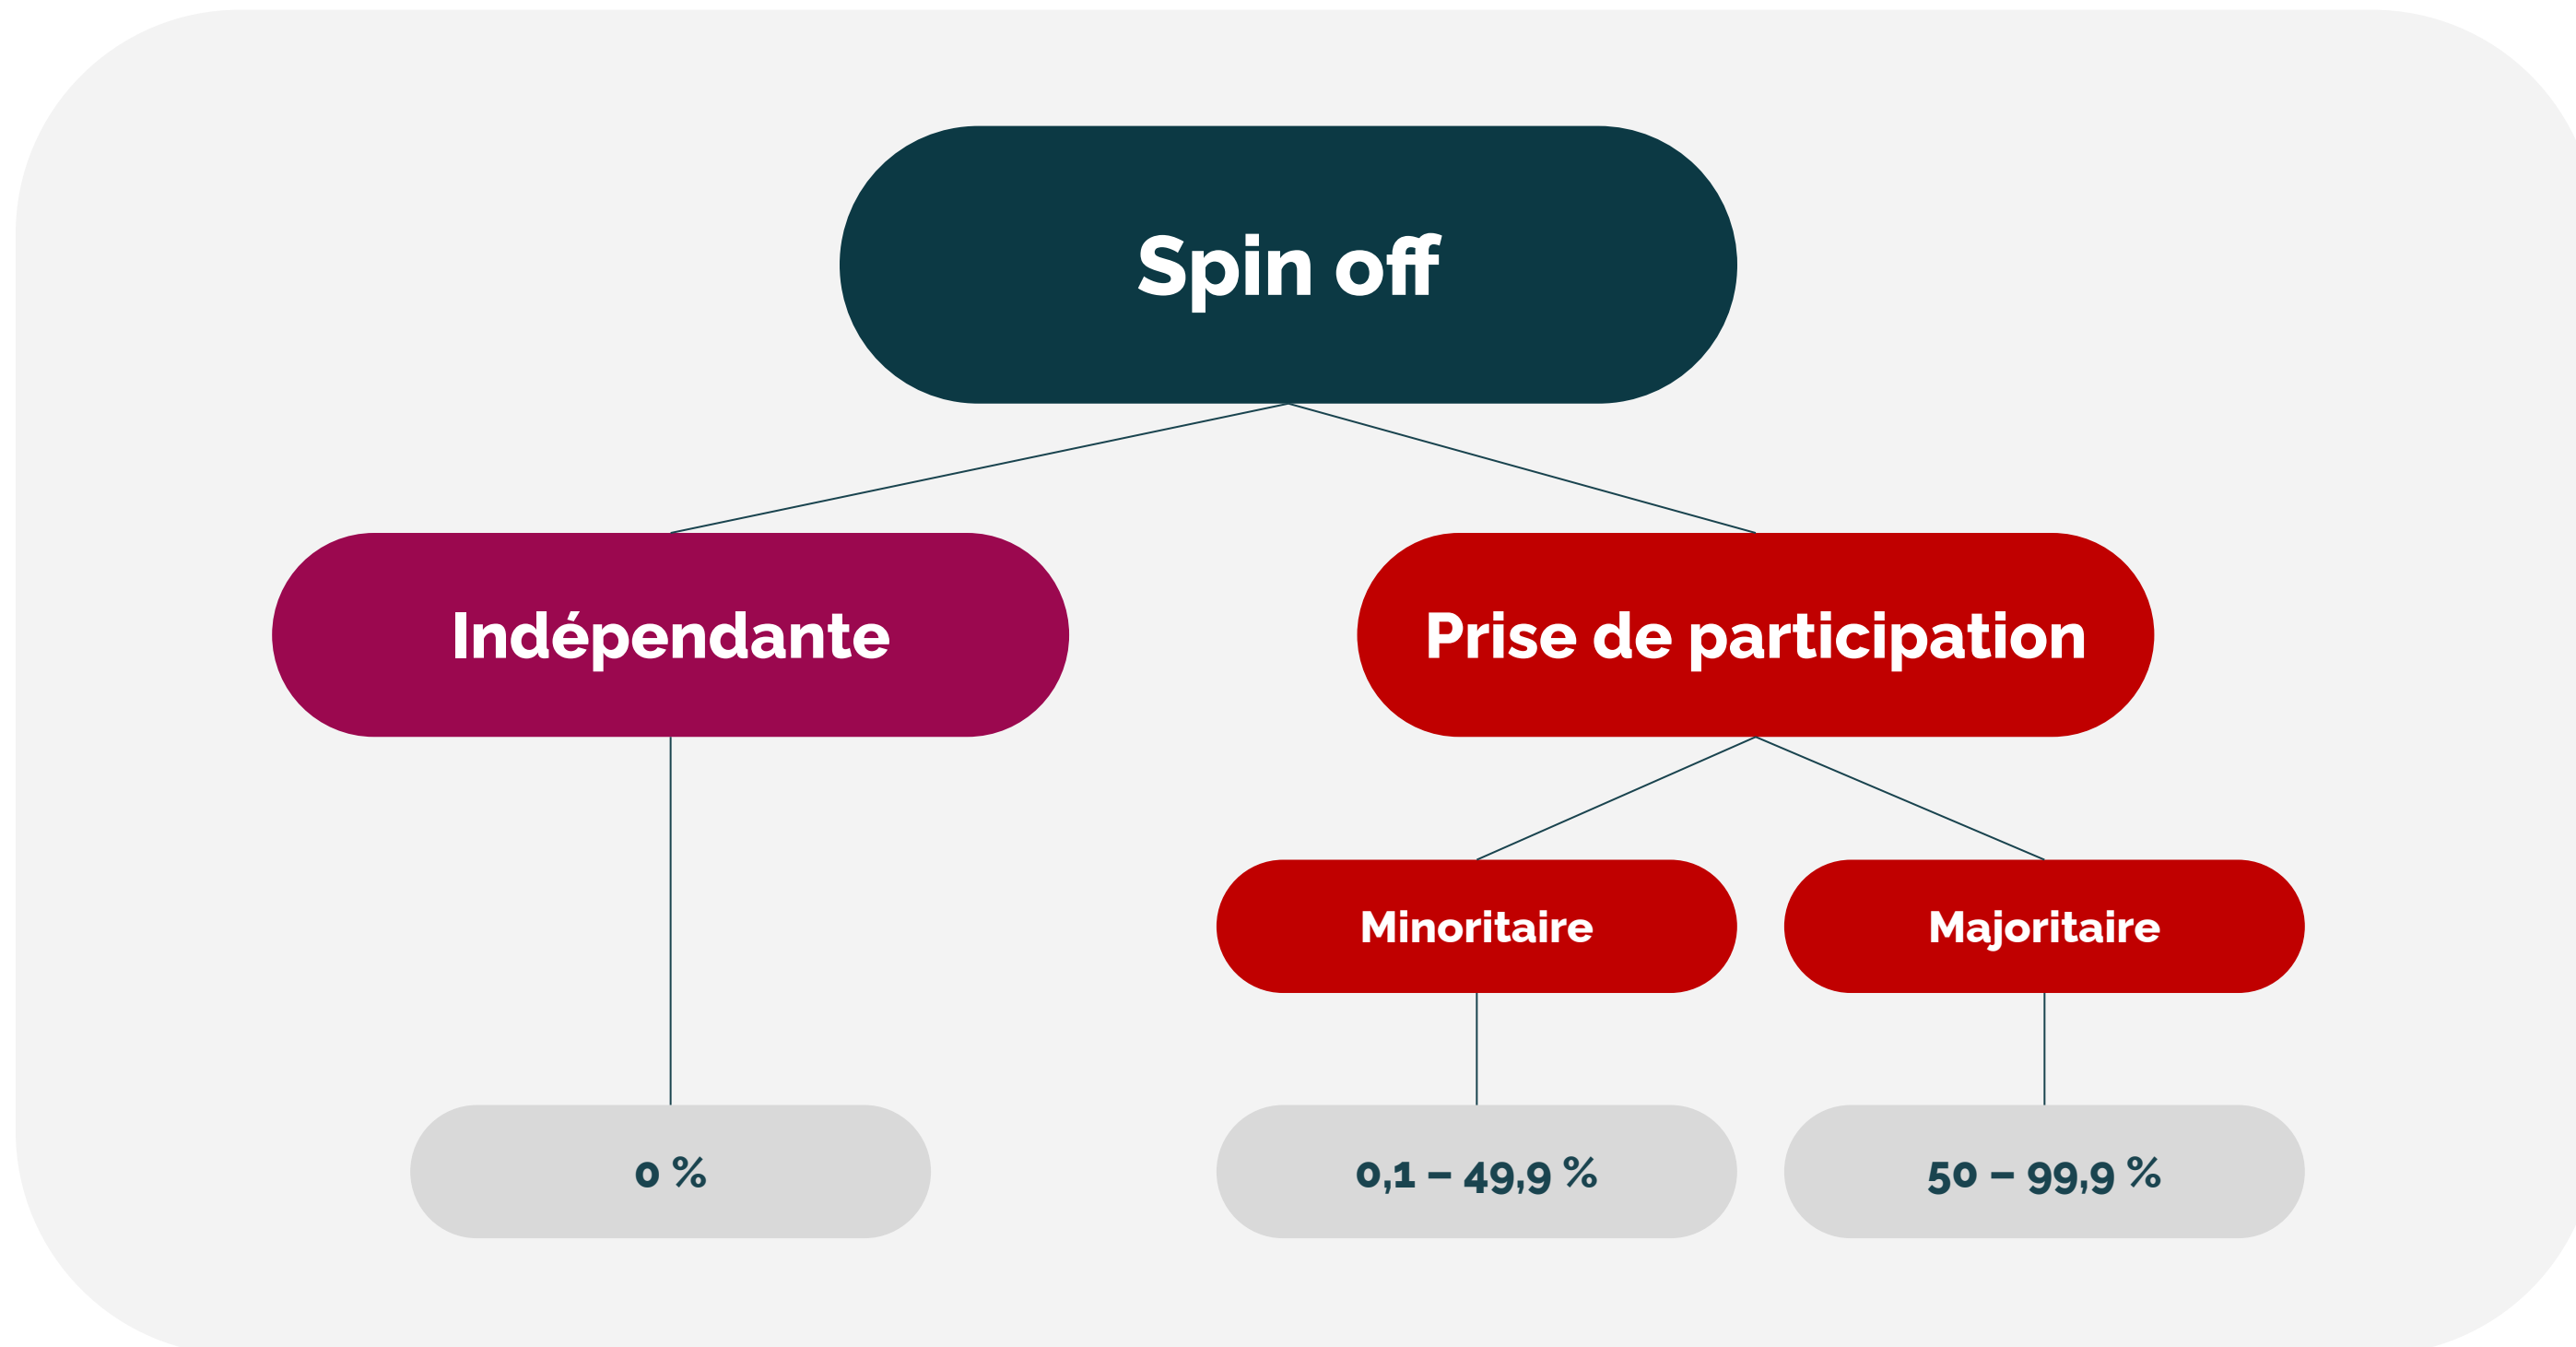 Spin off
Indépendante
Prise de participation
Minoritaire
Majoritaire
0 %
0,1 – 49,9 %
50 – 99,9 %